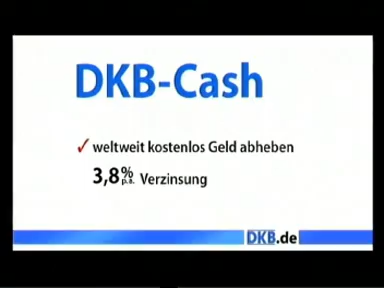 DKB-Cash
✓ weltweit kostenlos Geld abheben
3,8% p.a. Verzinsung
DKB.de